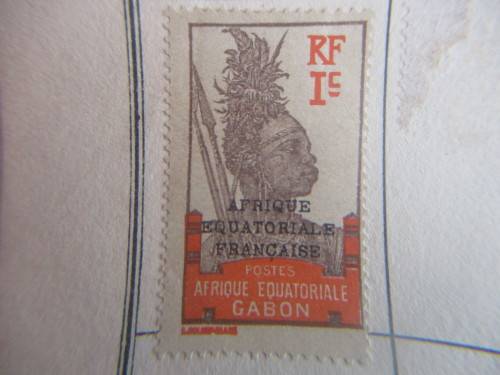 RF
1c
AFRIQUE
EQUATORIALE
FRANÇAISE
POSTES
AFRIQUE EQUATORIALE
GABON